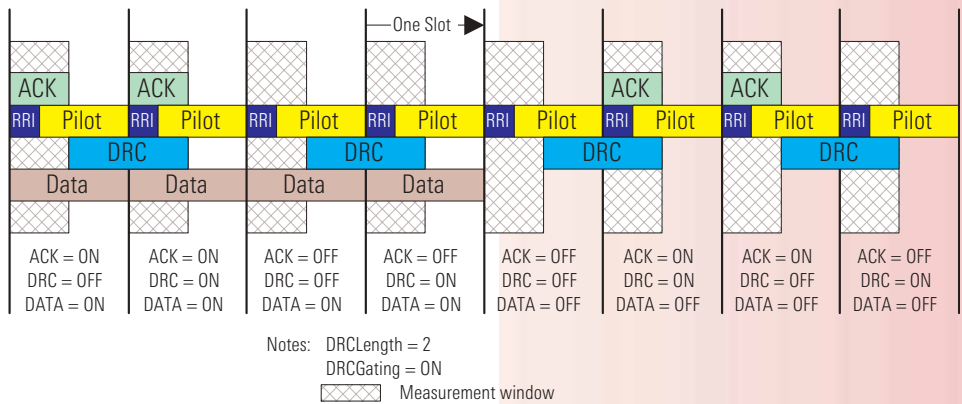 One Slot
ACK ACK ACK ACK
RRI Pilot RRI Pilot RRI Pilot RRI Pilot RRI Pilot RRI Pilot RRI Pilot RRI Pilot
DRC DRC DRC DRC
Data Data Data Data
ACK = ON ACK = ON ACK = OFF ACK = OFF ACK = OFF ACK = ON ACK = ON ACK = OFF
DRC = OFF DRC = ON DRC = OFF DRC = ON DRC = OFF DRC = ON DRC = OFF DRC = ON
DATA = ON DATA = ON DATA = ON DATA = ON DATA = OFF DATA = OFF DATA = OFF DATA = OFF
Notes: DRCLength = 2
DRCGating = ON
Measurement window